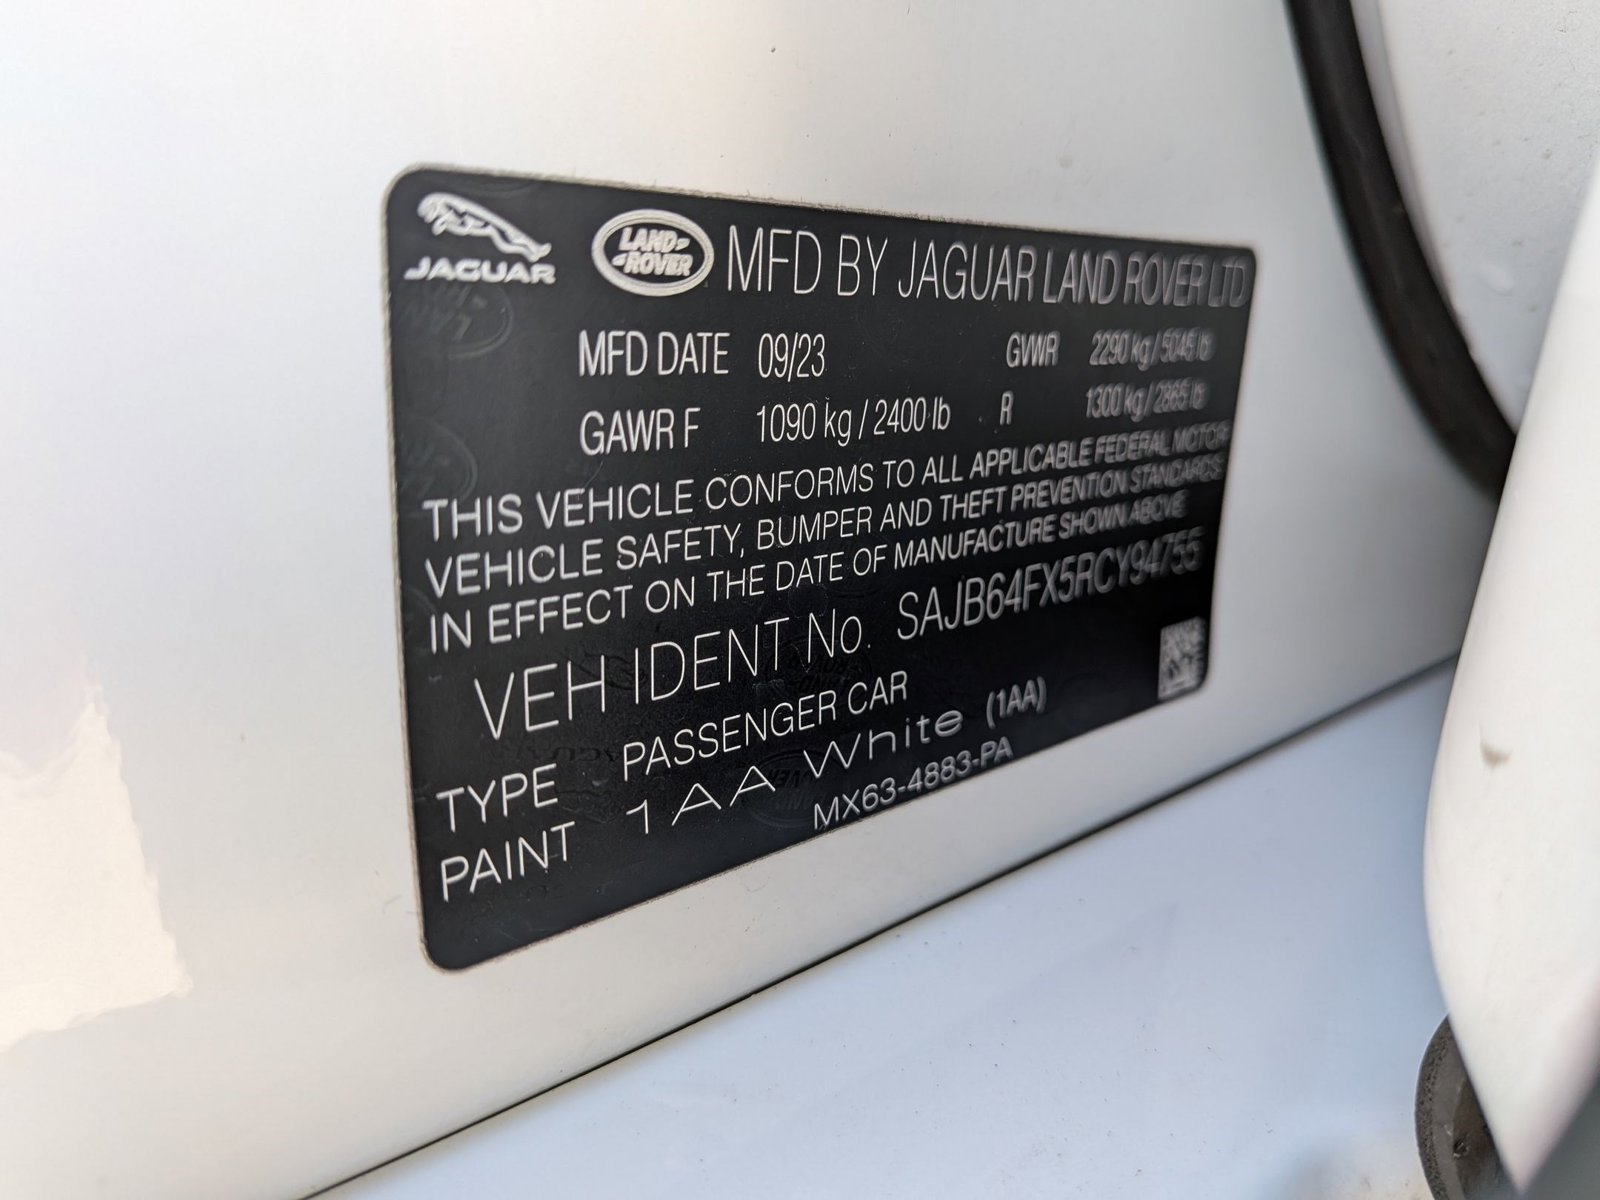 JAGUAR LAND ROVER MFD BY JAGUAR LAND ROVER LTD
MFD DATE 09/23 GVWR 2290 kg / 5045 lb
GAWR F 1090 kg / 2400 lb R 1300 kg / 2865 lb
THIS VEHICLE CONFORMS TO ALL APPLICABLE FEDERAL MOTOR
VEHICLE SAFETY, BUMPER AND THEFT PREVENTION STANDARDS
IN EFFECT ON THE DATE OF MANUFACTURE SHOWN ABOVE
VEH IDENT No. SAJB64FX5RCY94755
TYPE PASSENGER CAR
PAINT 1AA White (1AA)
MX63-4883-PA